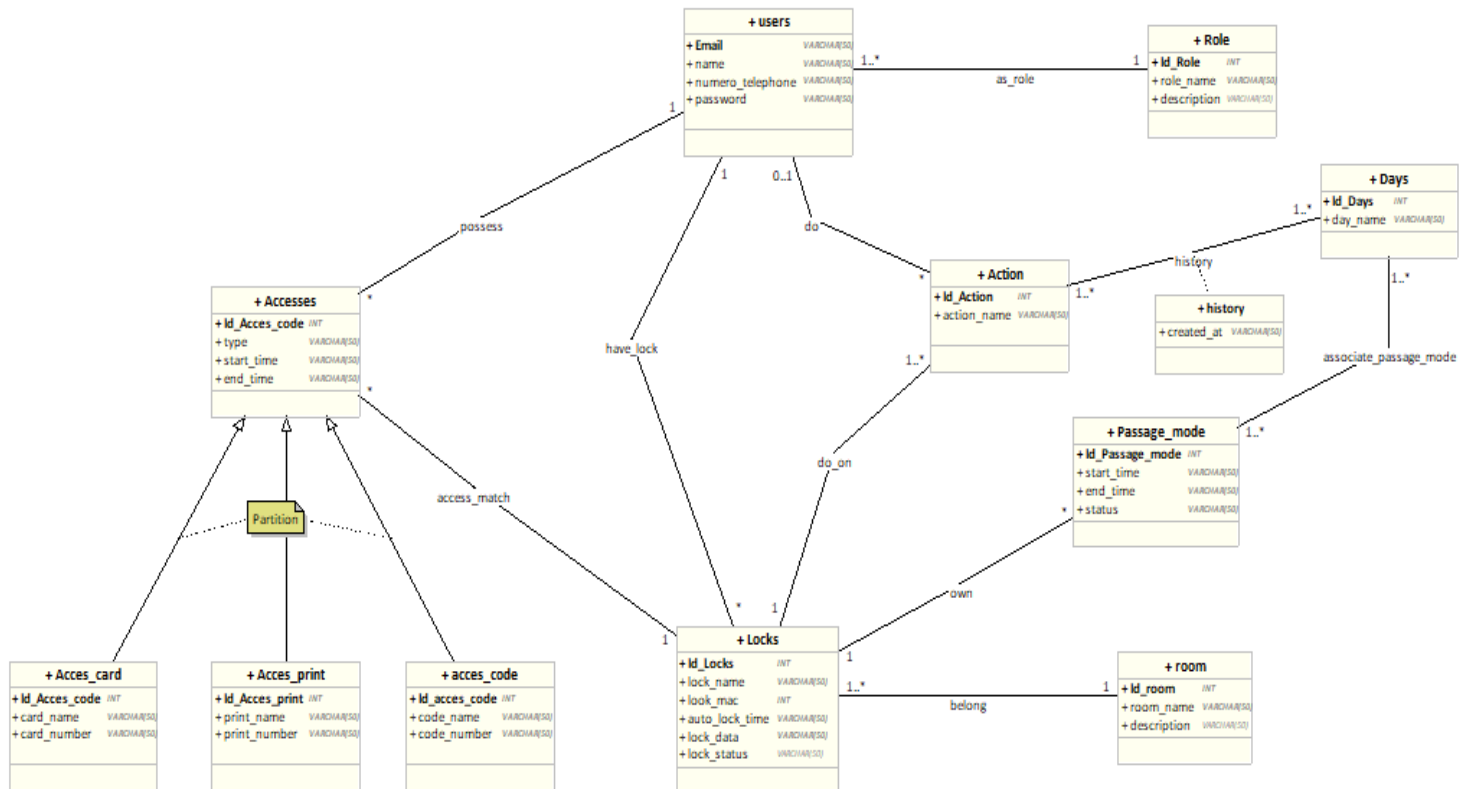 + users
+ Email VARCHAR(50)
+ name VARCHAR(50)
+ numero_telephone VARCHAR(50)
+ password VARCHAR(50)
1..*
as_role
1
+ Role
+ Id_Role INT
+ role_name VARCHAR(50)
+ description VARCHAR(50)
1
possess
*
1
have_lock
*
0..1
do
*
+ Days
+ Id_Days INT
+ day_name VARCHAR(50)
1..*
history
1..*
+ Action
+ Id_Action INT
+ action_name VARCHAR(50)
+ history
+ created_at VARCHAR(50)
1..*
associate_passage_mode
1..*
+ Accesses
+ Id_Acces_code INT
+ type VARCHAR(50)
+ start_time VARCHAR(50)
+ end_time VARCHAR(50)
*
access_match
1
1..*
do_on
1
+ Passage_mode
+ Id_Passage_mode INT
+ start_time VARCHAR(50)
+ end_time VARCHAR(50)
+ status VARCHAR(50)
*
own
1
Partition
+ Acces_card
+ Id_Acces_code INT
+ card_name VARCHAR(50)
+ card_number VARCHAR(50)
+ Acces_print
+ Id_Acces_print INT
+ print_name VARCHAR(50)
+ print_number VARCHAR(50)
+ acces_code
+ Id_acces_code INT
+ code_name VARCHAR(50)
+ code_number VARCHAR(50)
+ Locks
+ Id_Locks INT
+ lock_name VARCHAR(50)
+ look_mac INT
+ auto_lock_time VARCHAR(50)
+ lock_data VARCHAR(50)
+ lock_status VARCHAR(50)
1..*
belong
1
+ room
+ Id_room INT
+ room_name VARCHAR(50)
+ description VARCHAR(50)